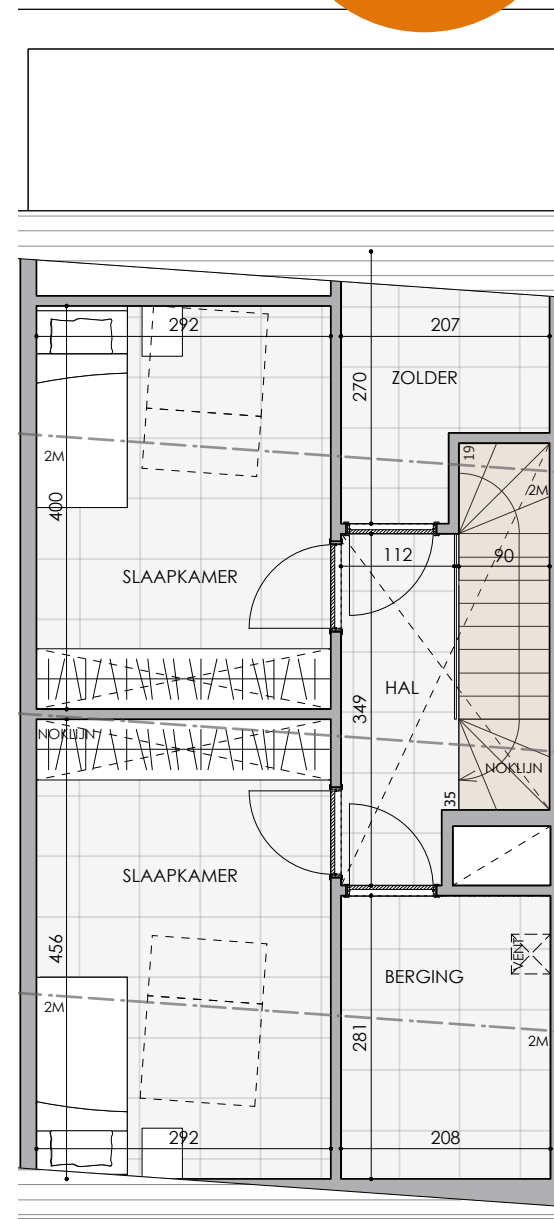 292
207
270
ZOLDER
19
2M
2M
400
112
90
SLAAPKAMER
HAL
349
NOKLIJN
NOKLIJN
35
SLAAPKAMER
456
VENT
BERGING
2M
281
2M
292
208